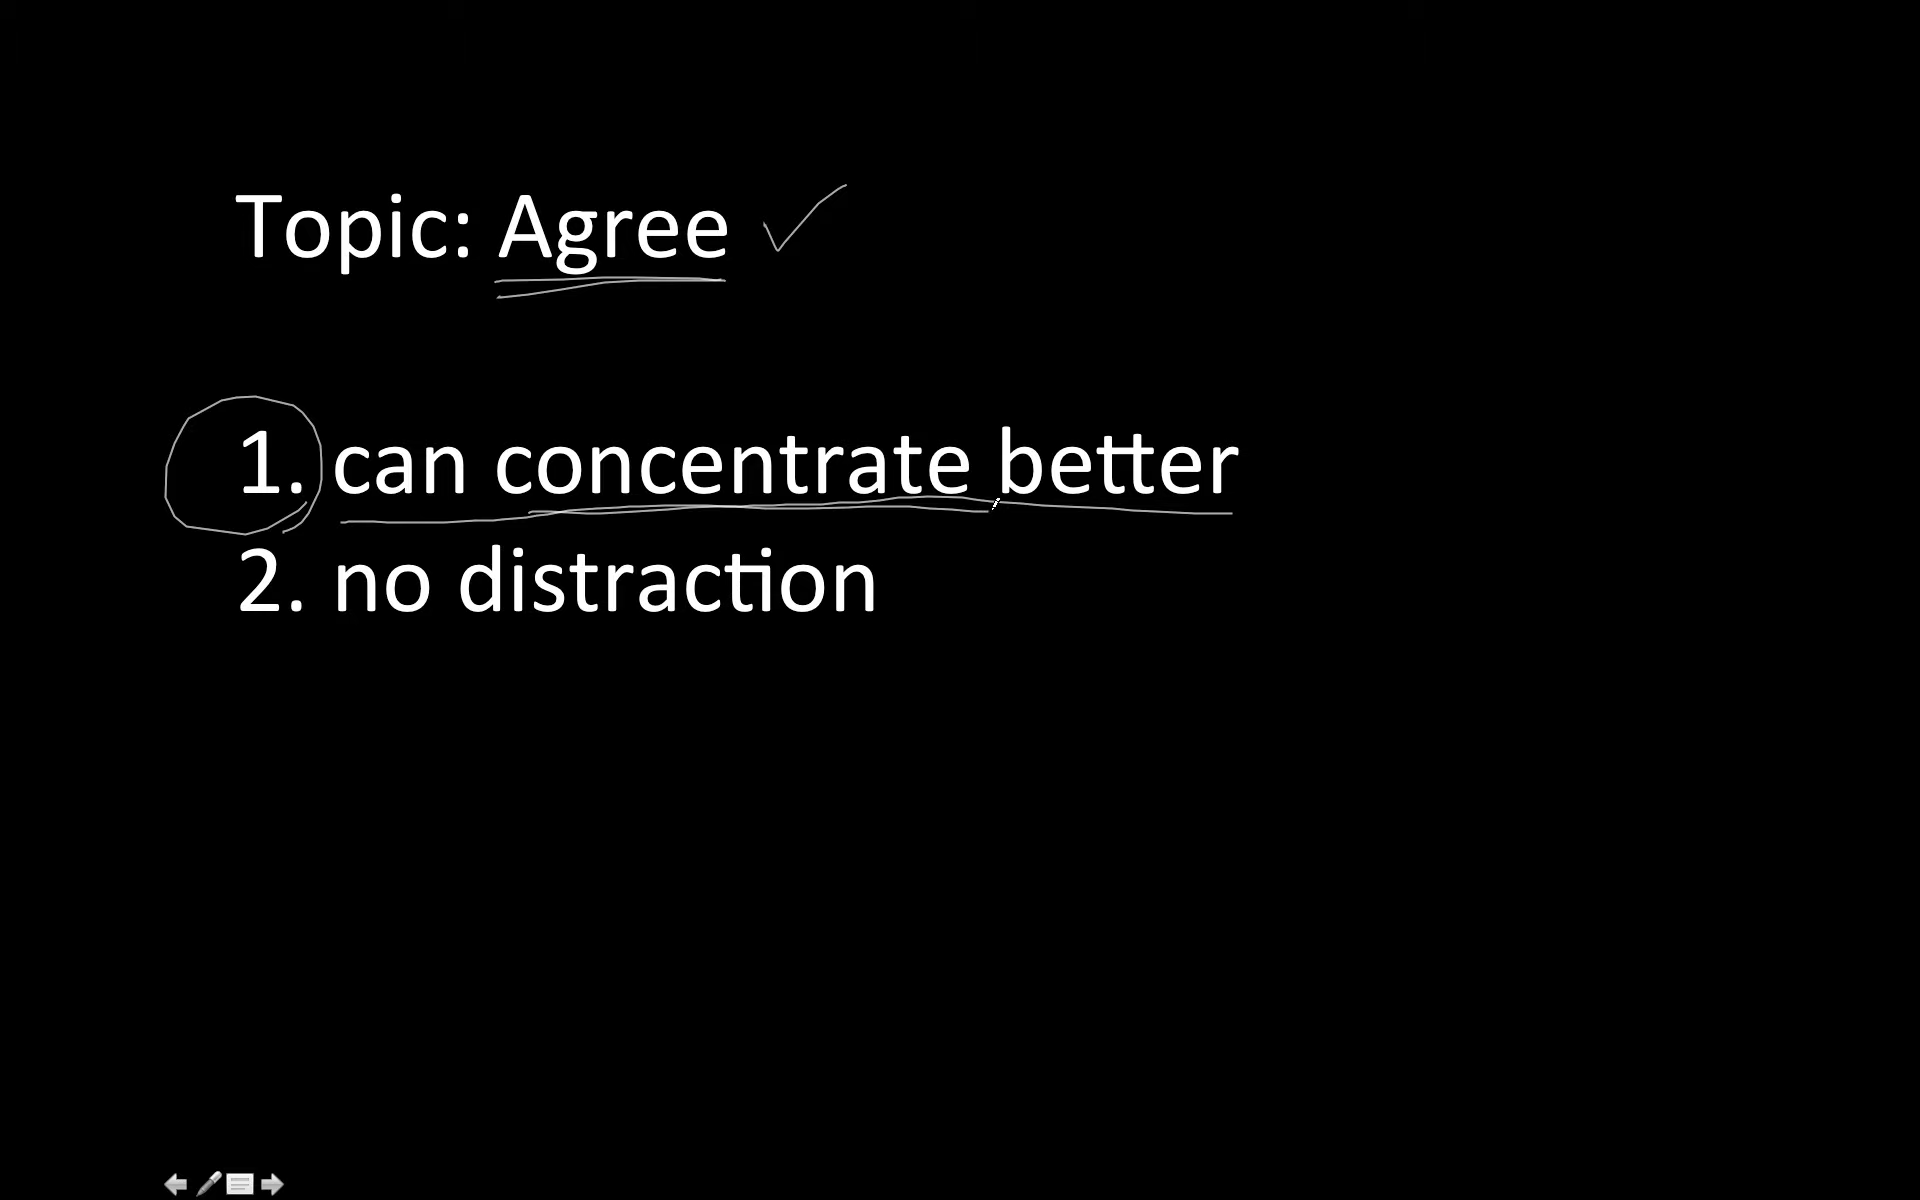 Topic: Agree
1. can concentrate better
2. no distraction